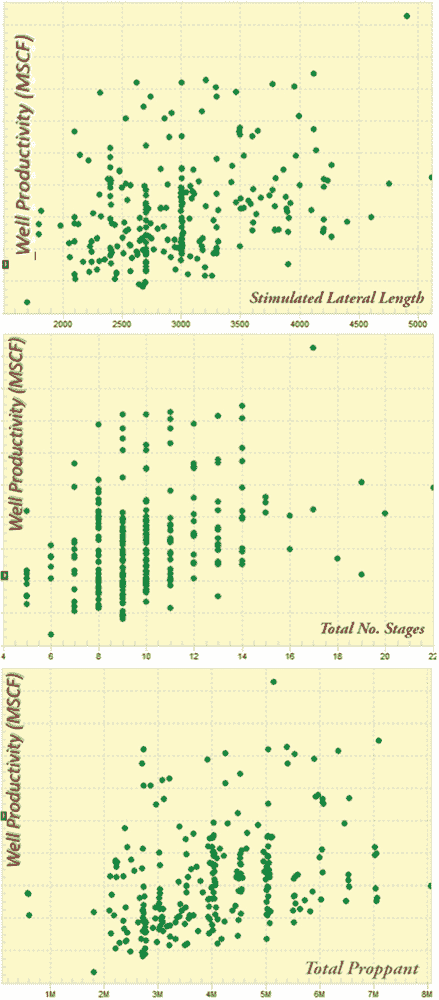 Well Productivity (MSCF)
Stimulated Lateral Length
2000 2500 3000 3500 4000 4500 5000
Well Productivity (MSCF)
Total No. Stages
4 6 8 10 12 14 16 18 20 22
Well Productivity (MSCF)
Total Proppant
1M 2M 3M 4M 5M 6M 7M 8M